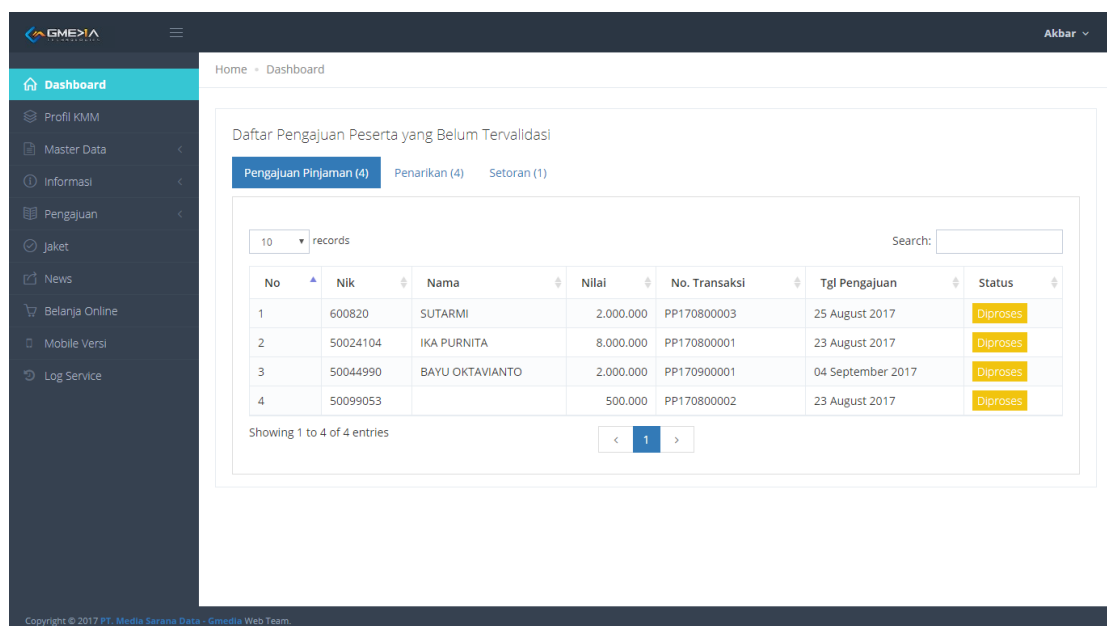 GMEDIA
Akbar
Home Dashboard
Dashboard
Profil KMM
Master Data
Informasi
Pengajuan
Jaket
News
Belanja Online
Mobile Versi
Log Service
Daftar Pengajuan Peserta yang Belum Tervalidasi
Pengajuan Pinjaman (4) Penarikan (4) Setoran (1)
10 records Search:
No Nik Nama Nilai No. Transaksi Tgl Pengajuan Status
1 600820 SUTARMI 2.000.000 PP170800003 25 August 2017 Diproses
2 50024104 IKA PURNITA 8.000.000 PP170800001 23 August 2017 Diproses
3 50044990 BAYU OKTAVIANTO 2.000.000 PP170900001 04 September 2017 Diproses
4 50099053 500.000 PP170800002 23 August 2017 Diproses
Showing 1 to 4 of 4 entries
< 1 >
Copyright © 2017 PT. Media Sarana Data - Gmedia Web Team.